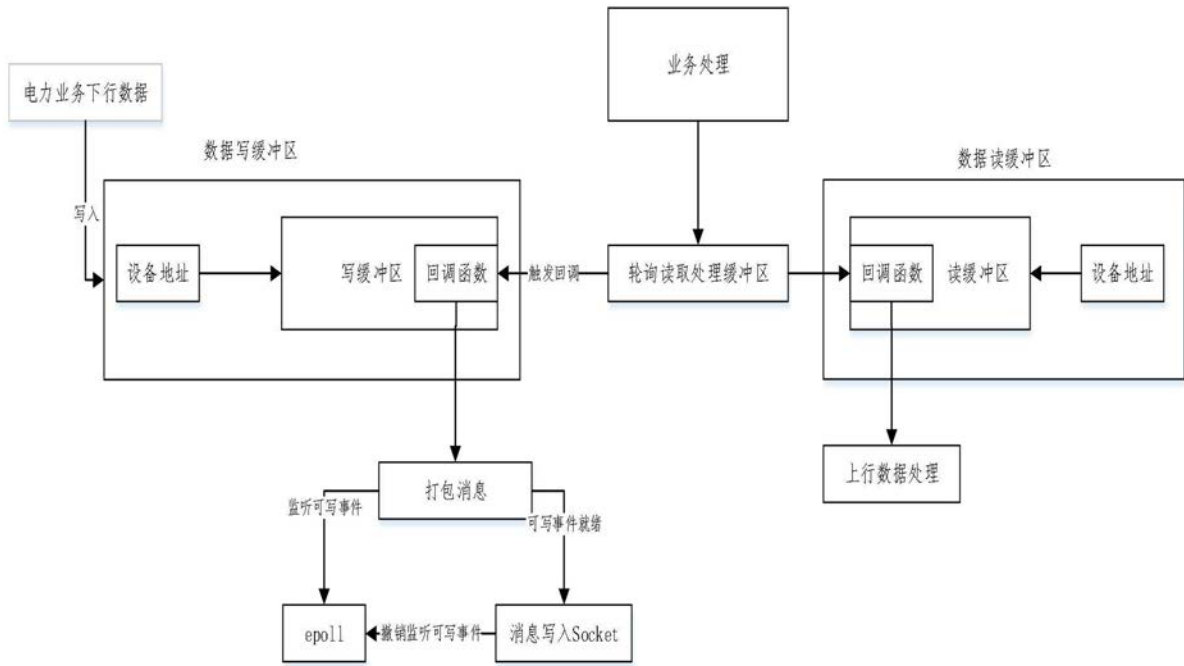 业务处理
电力业务下行数据
数据写缓冲区
数据读缓冲区
写入
设备地址
写缓冲区
回调函数
触发回调
轮询读取处理缓冲区
回调函数
读缓冲区
设备地址
打包消息
上行数据处理
监听可写事件
可写事件就绪
epoll
撤销监听可写事件
消息写入Socket